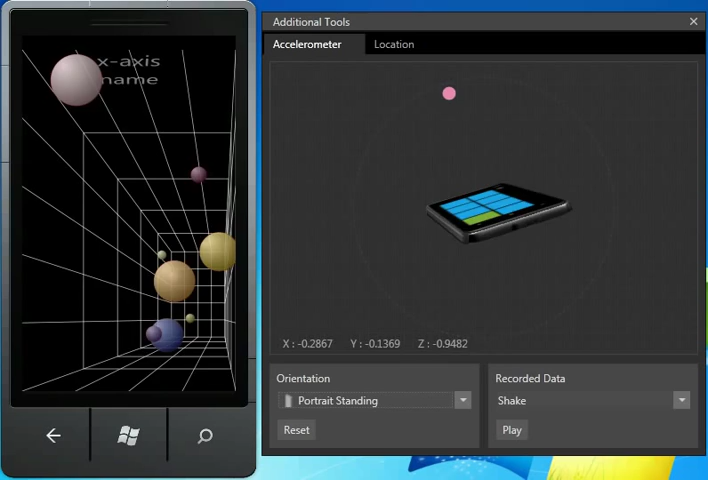 x-axis
name
Additional Tools
Accelerometer
Location
X : -0.2867 Y : -0.1369 Z : -0.9482
Orientation
Portrait Standing
Reset
Recorded Data
Shake
Play